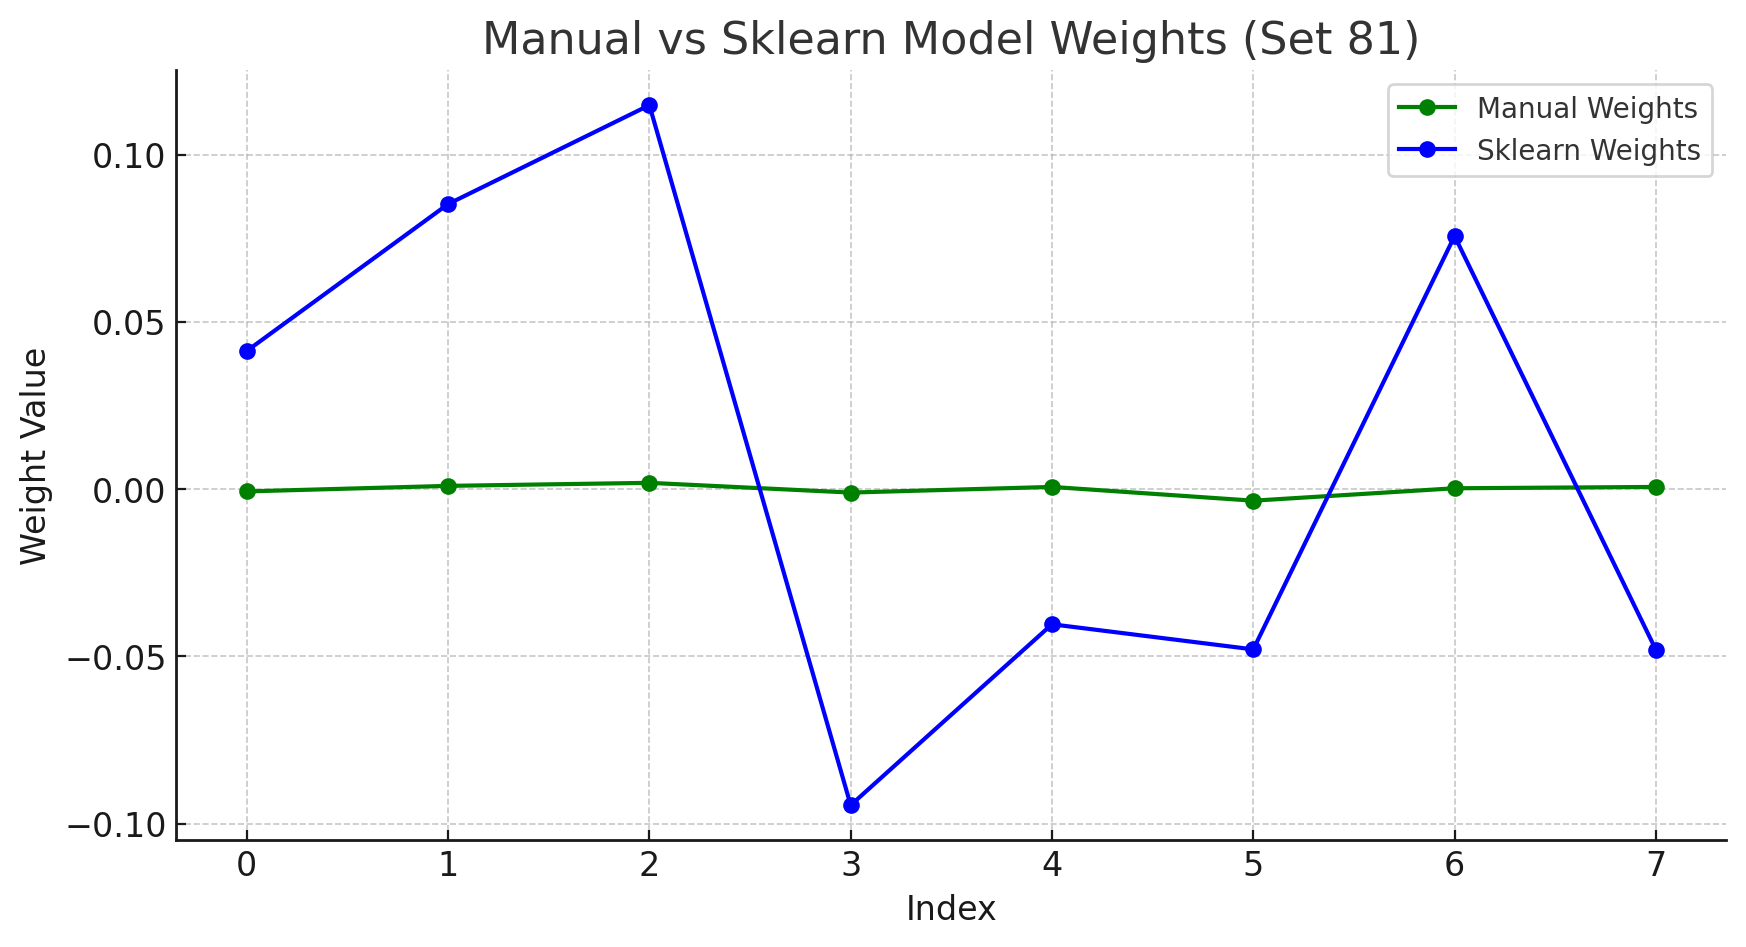 Manual vs Sklearn Model Weights (Set 81)
Manual Weights
Sklearn Weights
Weight Value
0.10
0.05
0.00
−0.05
−0.10
0 1 2 3 4 5 6 7
Index